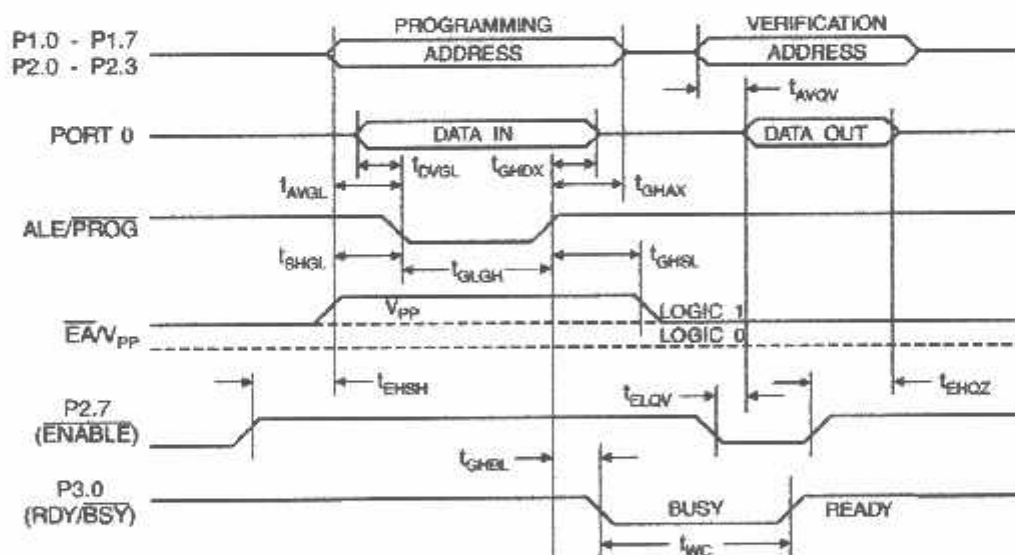 PROGRAMMING
VERIFICATION
P1.0 - P1.7
P2.0 - P2.3
ADDRESS
ADDRESS
tAVQV
PORT 0
DATA IN
DATA OUT
tDVGL
tGHDX
tAVGL
tGHAX
ALE/PROG
tSHGL
tGLGH
tGHSL
VPP
LOGIC 1
EA/VPP
LOGIC 0
tEHSH
tELQV
tEHQZ
P2.7
(ENABLE)
tGHBL
P3.0
(RDY/BSY)
BUSY
READY
tWC